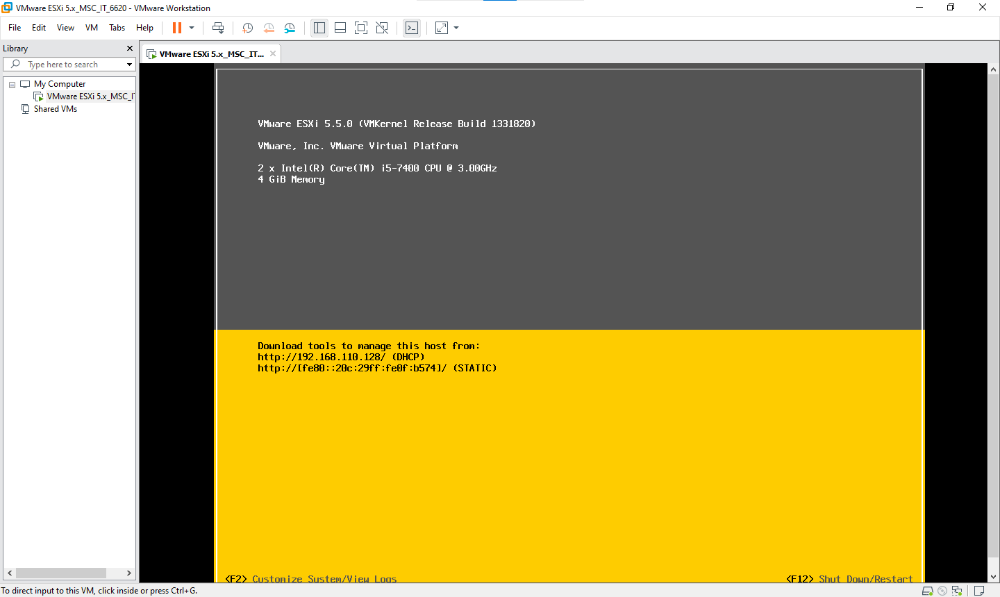 VMware ESXi 5.x_MSC_IT_6620 - VMware Workstation
File Edit View VM Tabs Help
Library
Type here to search
My Computer
VMware ESXi 5.x_MSC_I
Shared VMs
VMware ESXi 5.x_MSC_IT...
VMware ESXi 5.5.0 (VMKernel Release Build 1331820)
VMware, Inc. VMware Virtual Platform
2 x Intel(R) Core(TM) i5-7400 CPU @ 3.00GHz
4 GiB Memory
Download tools to manage this host from:
http://192.168.110.128/ (DHCP)
http://[fe80::20c:29ff:fe0f:b574]/ (STATIC)
<F2> Customize System/View Logs
<F12> Shut Down/Restart
To direct input to this VM, click inside or press Ctrl+G.